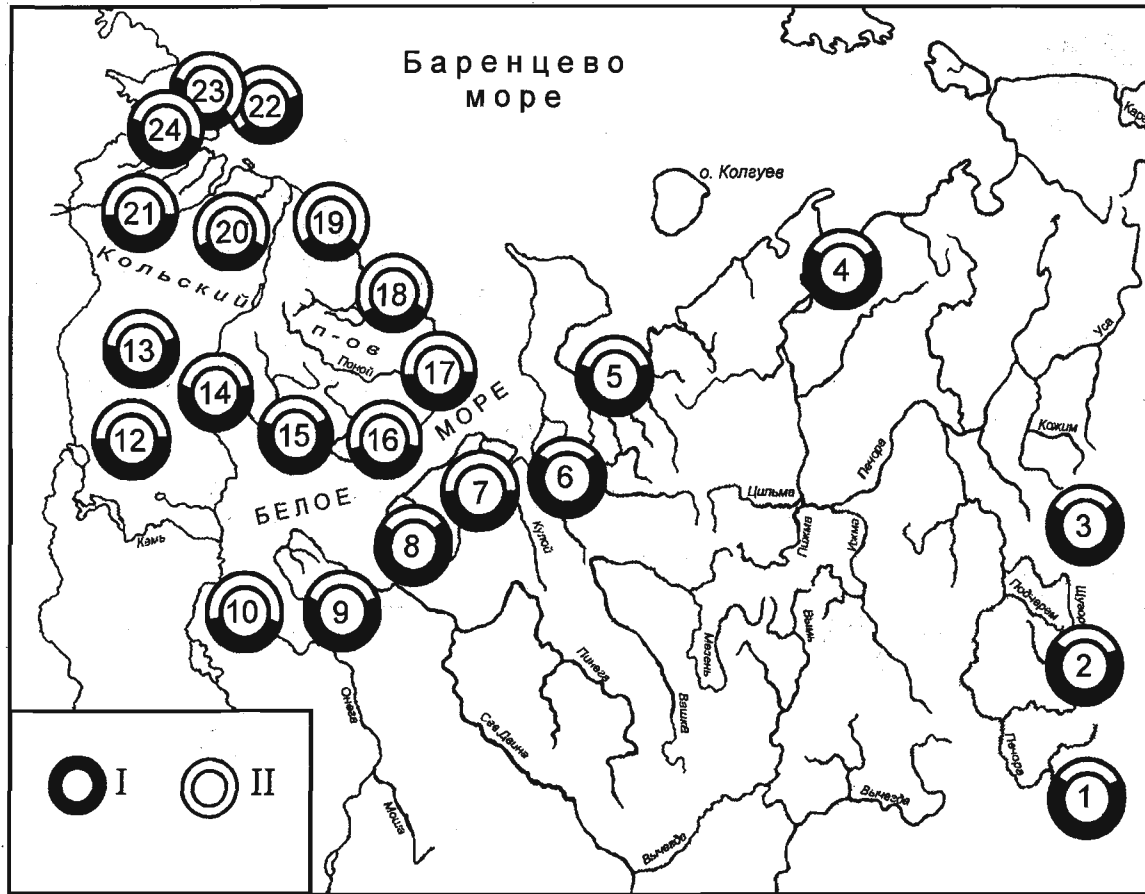 Баренцево
море
23
22
24
о. Колгуев
21
20
19
4
Кольский
18
п-ов
Поной
13
17
5
14
Уса
МОРЕ
12
15
16
Кожим
6
Печора
7
Цильма
БЕЛОЕ
3
Кемь
8
Кулой
Пижма
Ижма
Подчерем
Щугор
10
9
Мезень
Вымь
2
Пинега
Онега
Вашка
Сев.Двина
Печора
I
II
Вычегда
1
Моша
Вычегда